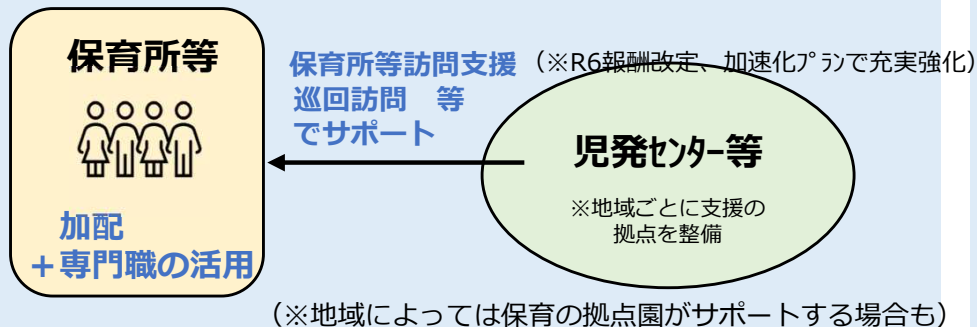 保育所等
加配
＋専門職の活用
保育所等訪問支援
巡回訪問　等
でサポート
（※R6報酬改定、加速化ﾌﾟﾗﾝで充実強化）
児発ｾﾝﾀｰ等
※地域ごとに支援の
拠点を整備
（※地域によっては保育の拠点園がサポートする場合も）